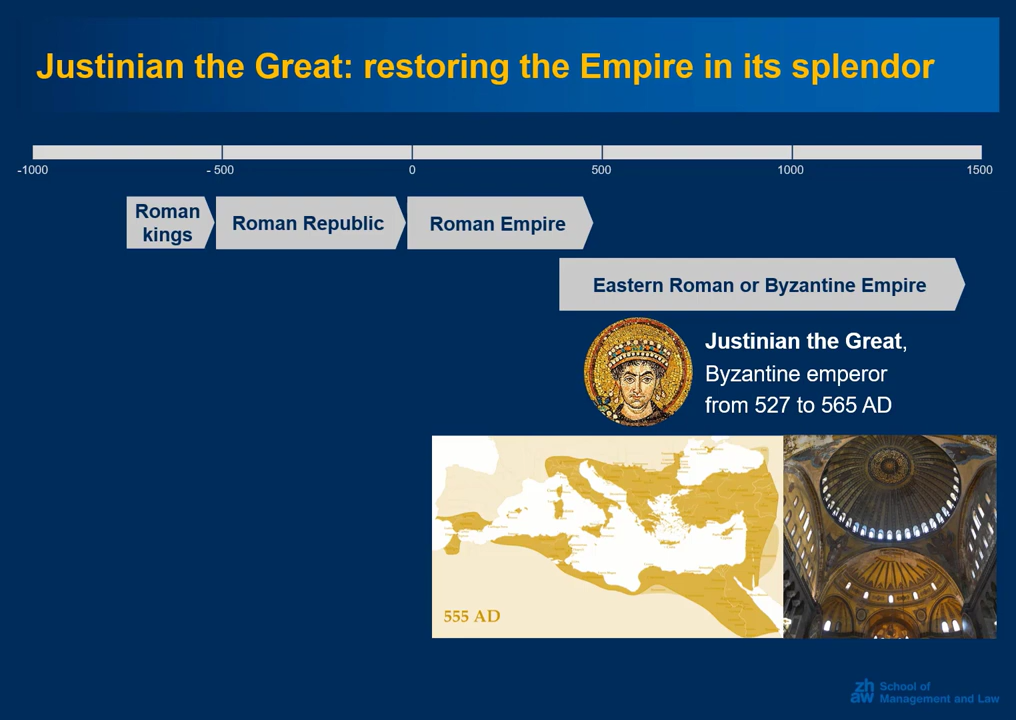 Justinian the Great: restoring the Empire in its splendor
-1000
- 500
0
500
1000
1500
Roman
kings
Roman Republic
Roman Empire
Eastern Roman or Byzantine Empire
Justinian the Great,
Byzantine emperor
from 527 to 565 AD
555 AD
zh
aw
School of
Management and Law